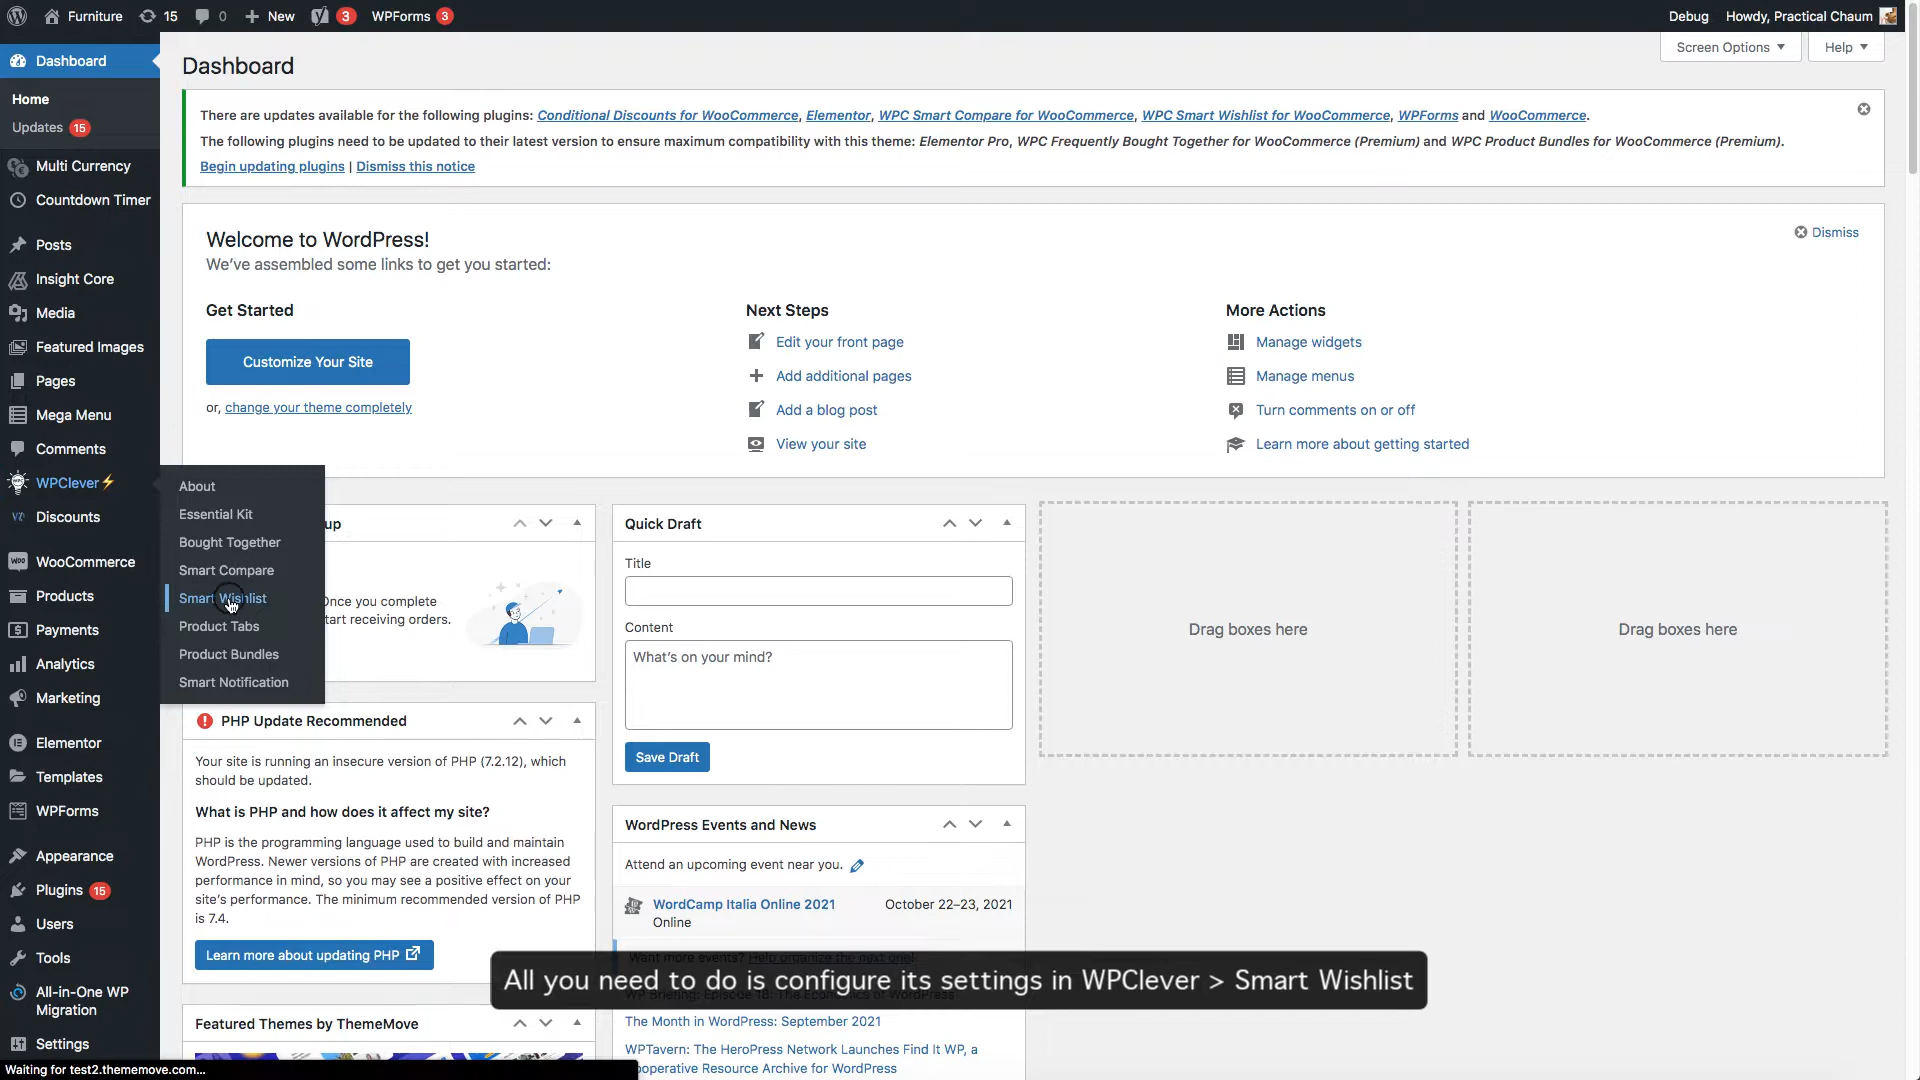 Furniture 15 0 New 3 WPForms 3 Debug Howdy, Practical Chaum
Dashboard
Home
Updates 15
Multi Currency
Countdown Timer
Posts
Insight Core
Media
Featured Images
Pages
Mega Menu
Comments
WPClever⚡
Discounts
WooCommerce
Products
Payments
Analytics
Marketing
Elementor
Templates
WPForms
Appearance
Plugins 15
Users
Tools
All-in-One WP
Migration
Settings
Waiting for test2.thememove.com...
About
Essential Kit
Bought Together
Smart Compare
Smart Wishlist
Product Tabs
Product Bundles
Smart Notification
Dashboard
Screen Options Help
There are updates available for the following plugins: Conditional Discounts for WooCommerce, Elementor, WPC Smart Compare for WooCommerce, WPC Smart Wishlist for WooCommerce, WPForms and WooCommerce.
The following plugins need to be updated to their latest version to ensure maximum compatibility with this theme: Elementor Pro, WPC Frequently Bought Together for WooCommerce (Premium) and WPC Product Bundles for WooCommerce (Premium).
Begin updating plugins | Dismiss this notice
Welcome to WordPress!
Dismiss
We've assembled some links to get you started:
Get Started
Customize Your Site
or, change your theme completely
Next Steps
Edit your front page
Add additional pages
Add a blog post
View your site
More Actions
Manage widgets
Manage menus
Turn comments on or off
Learn more about getting started
up
Once you complete
tart receiving orders.
PHP Update Recommended
Your site is running an insecure version of PHP (7.2.12), which
should be updated.
What is PHP and how does it affect my site?
PHP is the programming language used to build and maintain
WordPress. Newer versions of PHP are created with increased
performance in mind, so you may see a positive effect on your
site's performance. The minimum recommended version of PHP
is 7.4.
Learn more about updating PHP
Featured Themes by ThemeMove
Quick Draft
Title
Content
What's on your mind?
Save Draft
WordPress Events and News
Attend an upcoming event near you.
WordCamp Italia Online 2021 October 22–23, 2021
Online
Want more events? Help organize the next one!
WP Briefing: Episode 18: The Economics of WordPress
The Month in WordPress: September 2021
WPTavern: The HeroPress Network Launches Find It WP, a
ooperative Resource Archive for WordPress
Drag boxes here
Drag boxes here
All you need to do is configure its settings in WPClever > Smart Wishlist